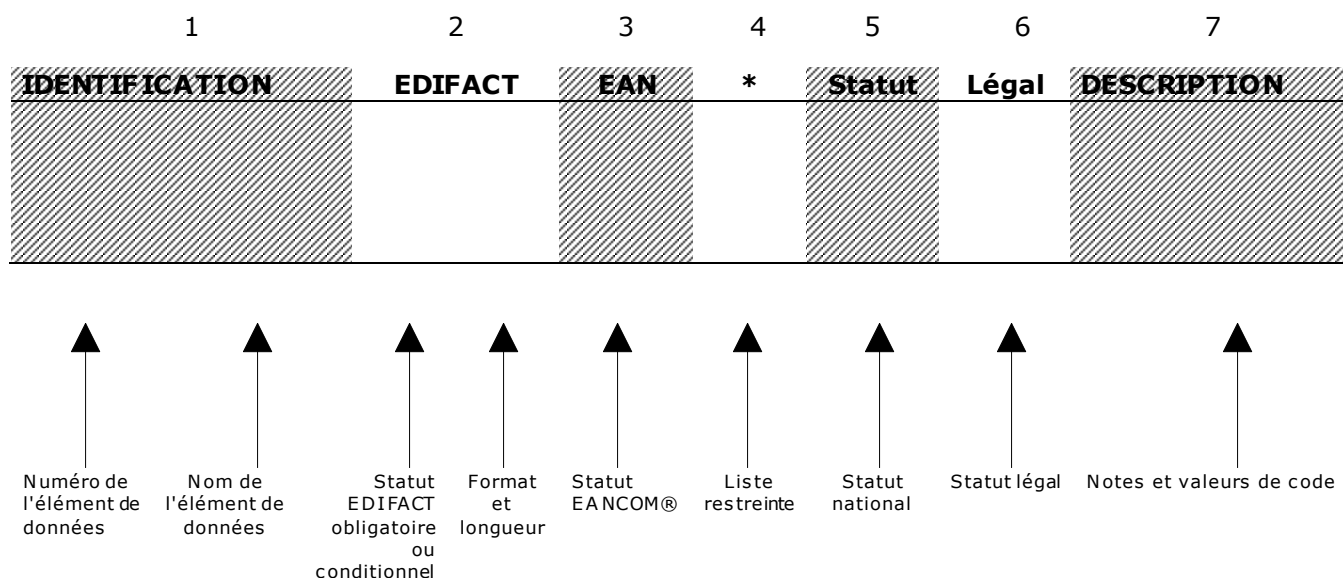 1 2 3 4 5 6 7
IDENTIFICATION EDIFACT EAN * Statut Légal DESCRIPTION
Numéro de
l'élément de
données
Nom de
l'élément de
données
Statut
EDIFACT
obligatoire
ou
conditionnel
Format
et
longueur
Statut
EANCOM®
Liste
restreinte
Statut
national
Statut légal
Notes et valeurs de code